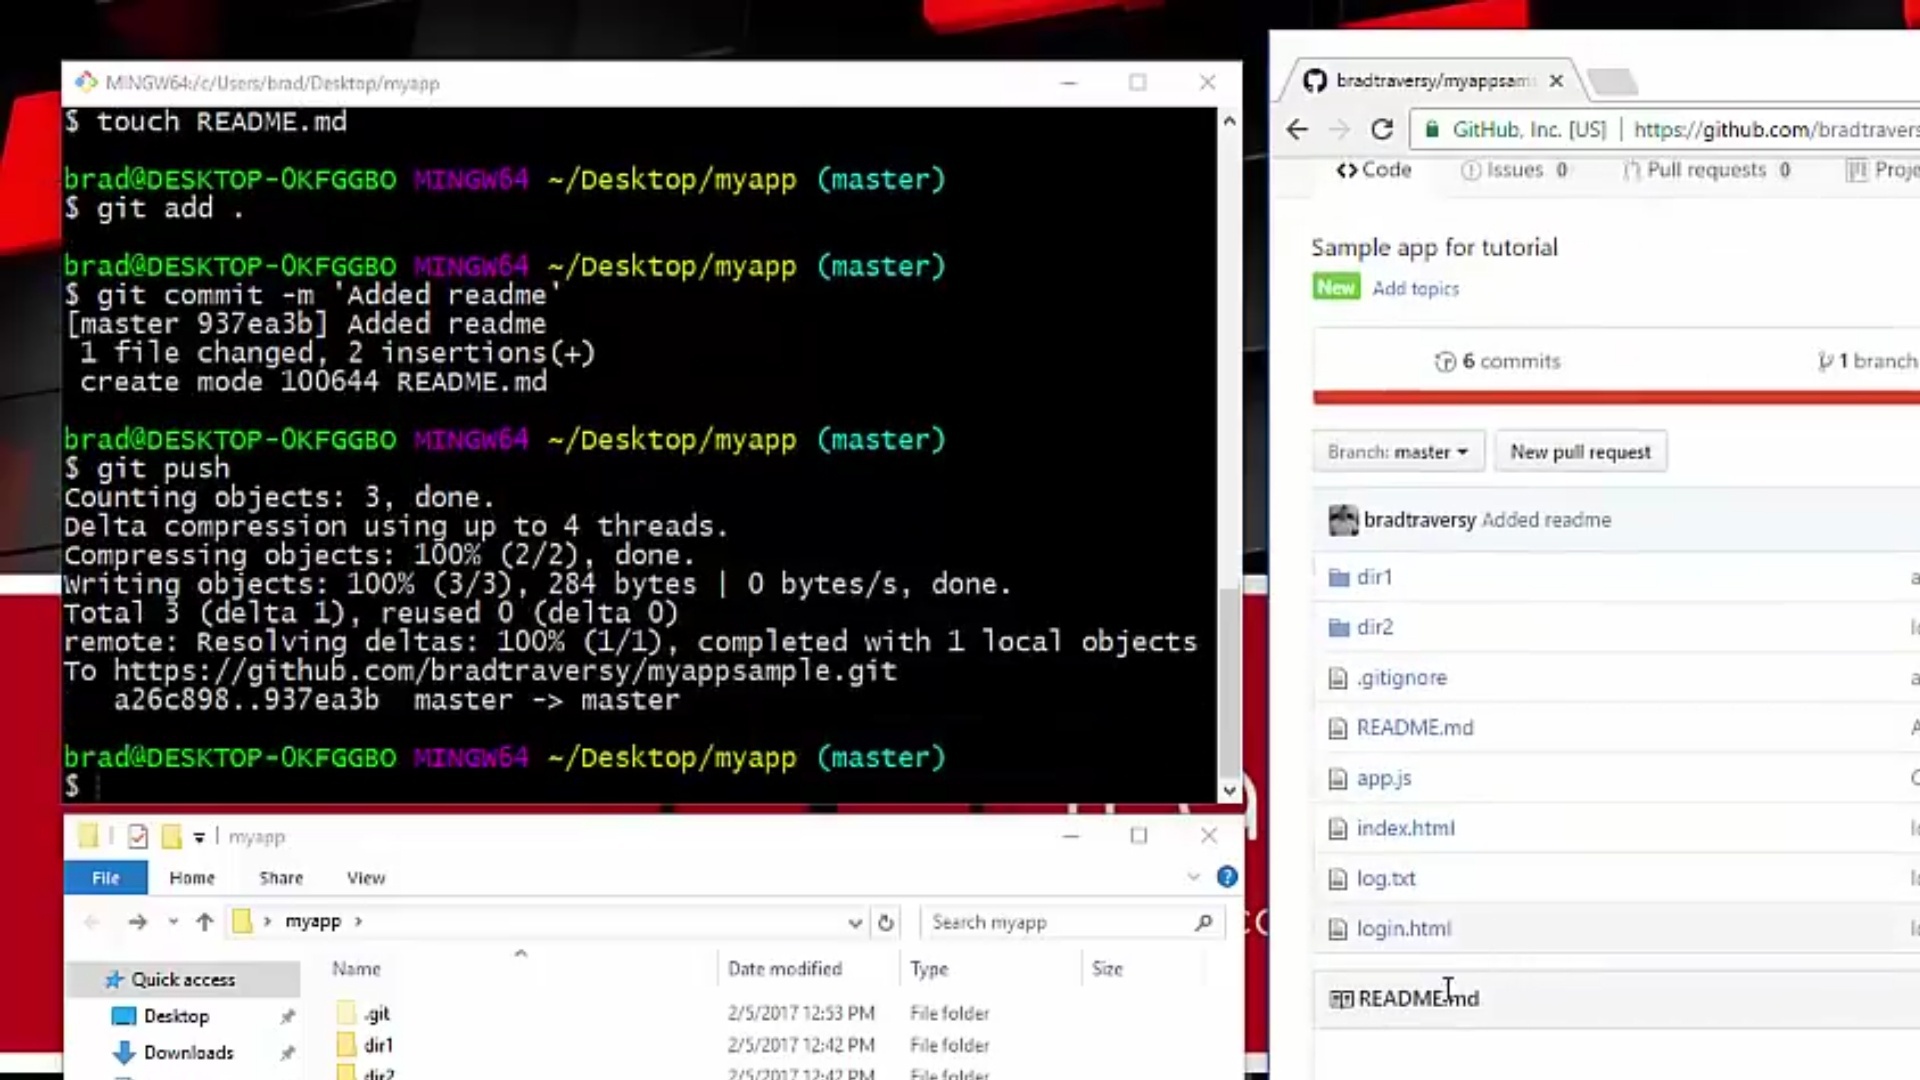 MINGW64:/c/Users/brad/Desktop/myapp
$ touch README.md
brad@DESKTOP-0KFGGBO MINGW64 ~/Desktop/myapp (master)
$ git add .
brad@DESKTOP-0KFGGBO MINGW64 ~/Desktop/myapp (master)
$ git commit -m 'Added readme'
[master 937ea3b] Added readme
1 file changed, 2 insertions(+)
create mode 100644 README.md
brad@DESKTOP-0KFGGBO MINGW64 ~/Desktop/myapp (master)
$ git push
Counting objects: 3, done.
Delta compression using up to 4 threads.
Compressing objects: 100% (2/2), done.
Writing objects: 100% (3/3), 284 bytes | 0 bytes/s, done.
Total 3 (delta 1), reused 0 (delta 0)
remote: Resolving deltas: 100% (1/1), completed with 1 local objects
To https://github.com/bradtraversy/myappsample.git
a26c898..937ea3b master -> master
brad@DESKTOP-0KFGGBO MINGW64 ~/Desktop/myapp (master)
$
myapp
File Home Share View
myapp
Search myapp
Name Date modified Type Size
Quick access
Desktop
Downloads
.git 2/5/2017 12:53 PM File folder
dir1 2/5/2017 12:42 PM File folder
dir2 2/5/2017 12:42 PM File folder
bradtraversy/myappsam
GitHub, Inc. [US] https://github.com/bradtravers
Code Issues 0 Pull requests 0 Proje
Sample app for tutorial
New Add topics
6 commits 1 branch
Branch: master New pull request
bradtraversy Added readme
dir1
dir2
.gitignore
README.md
app.js
index.html
log.txt
login.html
README.md